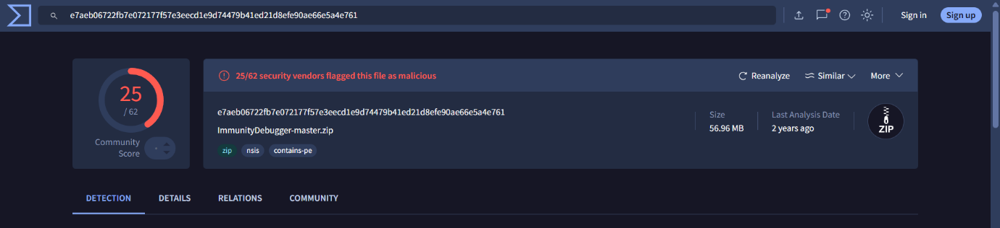 e7aeb06722fb7e072177f57e3eecd1e9d74479b41ed21d8efe90ae66e5a4e761
Sign in
Sign up
25
/ 62
Community
Score
25/62 security vendors flagged this file as malicious
Reanalyze
Similar
More
e7aeb06722fb7e072177f57e3eecd1e9d74479b41ed21d8efe90ae66e5a4e761
ImmunityDebugger-master.zip
zip
nsis
contains-pe
Size
56.96 MB
Last Analysis Date
2 years ago
ZIP
DETECTION
DETAILS
RELATIONS
COMMUNITY